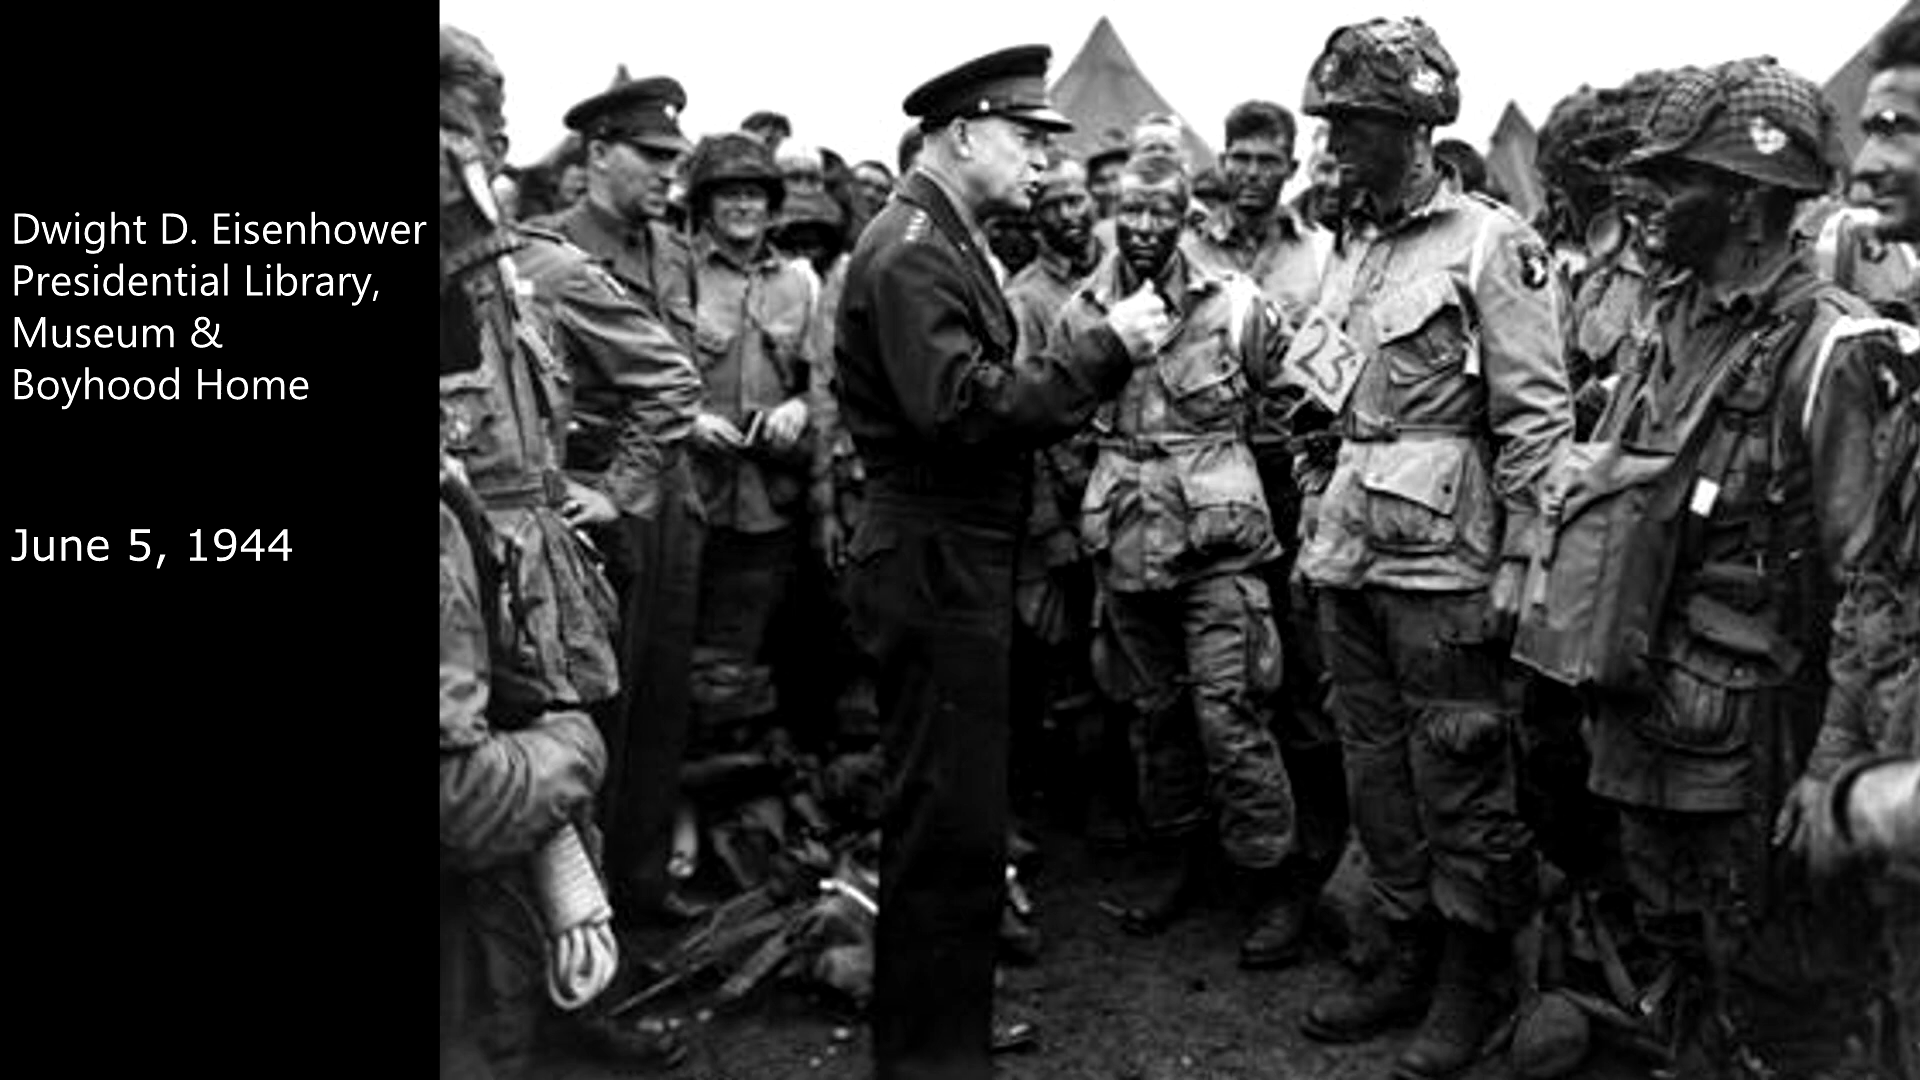 Dwight D. Eisenhower
Presidential Library,
Museum &
Boyhood Home
June 5, 1944
23